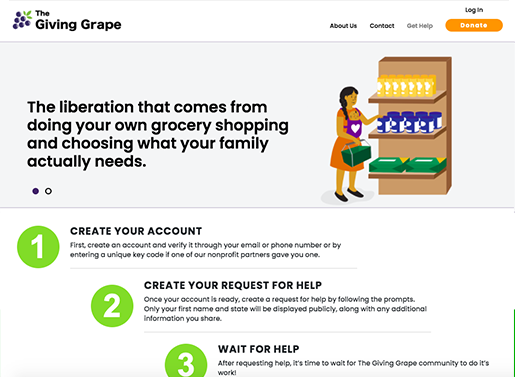 The
Giving Grape
Log In
About Us
Contact
Get Help
Donate
The liberation that comes from
doing your own grocery shopping
and choosing what your family
actually needs.
1
CREATE YOUR ACCOUNT
First, create an account and verify it through your email or phone number or by
entering a unique key code if one of our nonprofit partners gave you one.
2
CREATE YOUR REQUEST FOR HELP
Once your account is ready, create a request for help by following the prompts.
Only your first name and state will be displayed publicly, along with any additional
information you share.
3
WAIT FOR HELP
After requesting help, it's time to wait for The Giving Grape community to do it's
work!